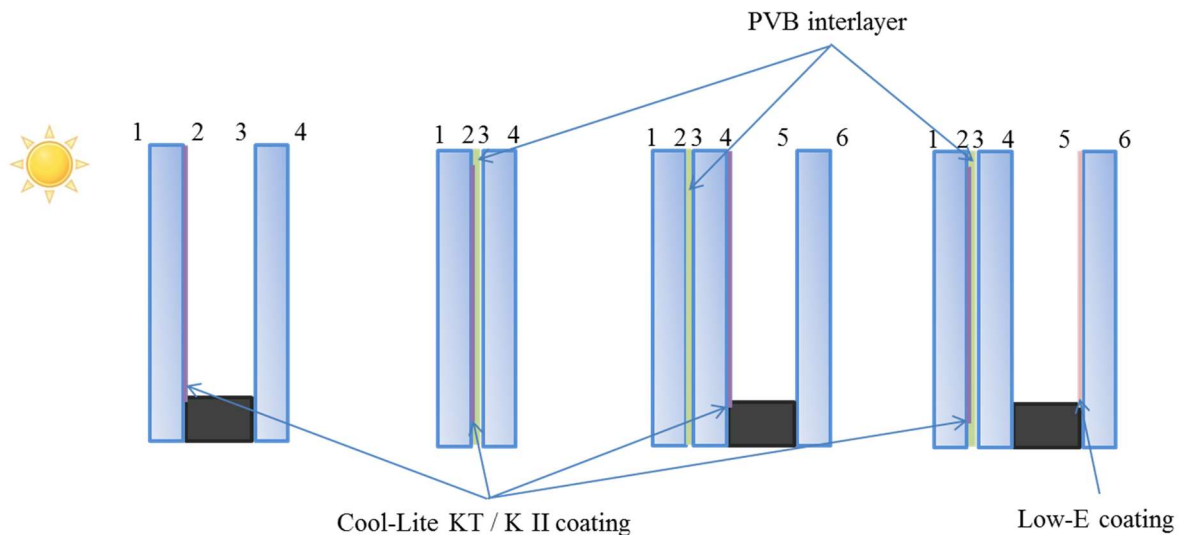 PVB interlayer
1 2 3 4
1 2 3 4
1 2 3 4 5 6
1 2 3 4 5 6
Cool-Lite KT / K II coating
Low-E coating